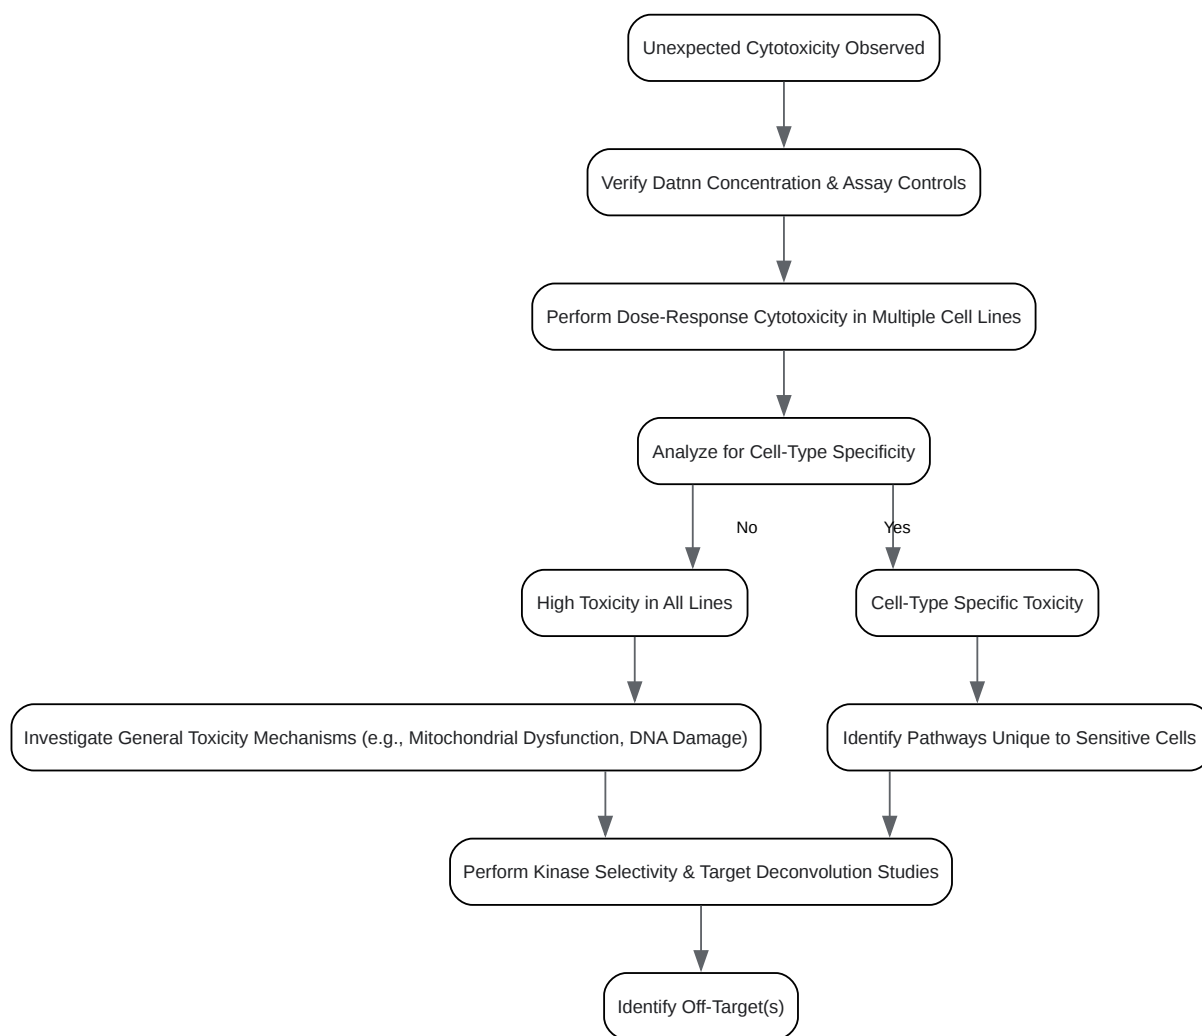 Unexpected Cytotoxicity Observed
Verify Datnn Concentration & Assay Controls
Perform Dose-Response Cytotoxicity in Multiple Cell Lines
Analyze for Cell-Type Specificity
No
Yes
High Toxicity in All Lines
Cell-Type Specific Toxicity
Investigate General Toxicity Mechanisms (e.g., Mitochondrial Dysfunction, DNA Damage)
Identify Pathways Unique to Sensitive Cells
Perform Kinase Selectivity & Target Deconvolution Studies
Identify Off-Target(s)